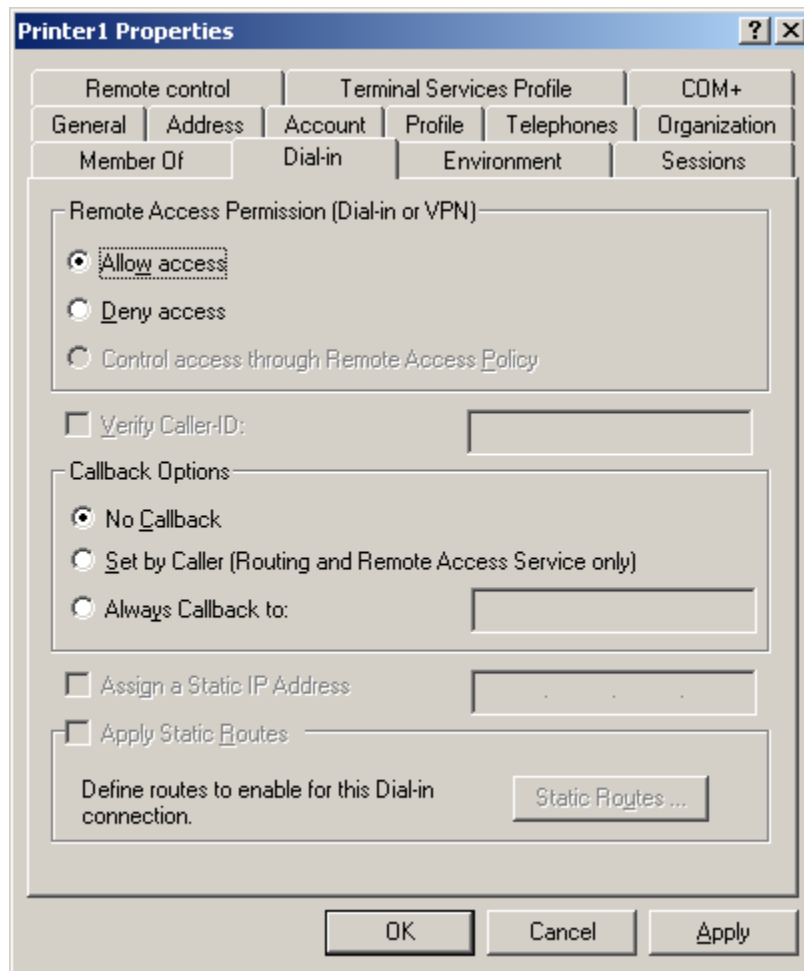 Printer1 Properties
Remote control Terminal Services Profile COM+
General Address Account Profile Telephones Organization
Member Of Dial-in Environment Sessions
Remote Access Permission (Dial-in or VPN)
Allow access
Deny access
Control access through Remote Access Policy
Verify Caller-ID:
Callback Options
No Callback
Set by Caller (Routing and Remote Access Service only)
Always Callback to:
Assign a Static IP Address
Apply Static Routes
Define routes to enable for this Dial-in
connection.
Static Routes ...
OK Cancel Apply